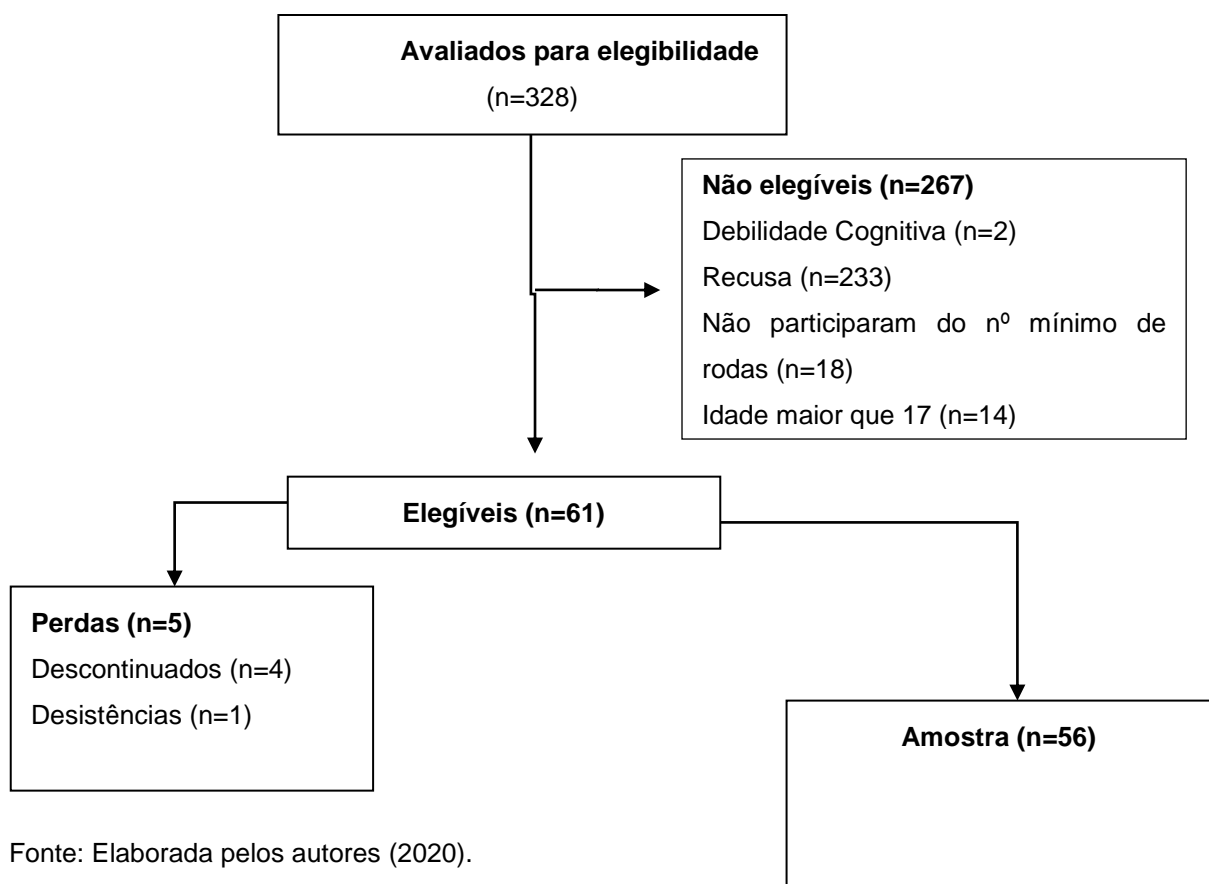 Avaliados para elegibilidade
(n=328)
Não elegíveis (n=267)
Debilidade Cognitiva (n=2)
Recusa (n=233)
Não participaram do nº mínimo de
rodas (n=18)
Idade maior que 17 (n=14)
Elegíveis (n=61)
Perdas (n=5)
Descontinuados (n=4)
Desistências (n=1)
Amostra (n=56)
Fonte: Elaborada pelos autores (2020).